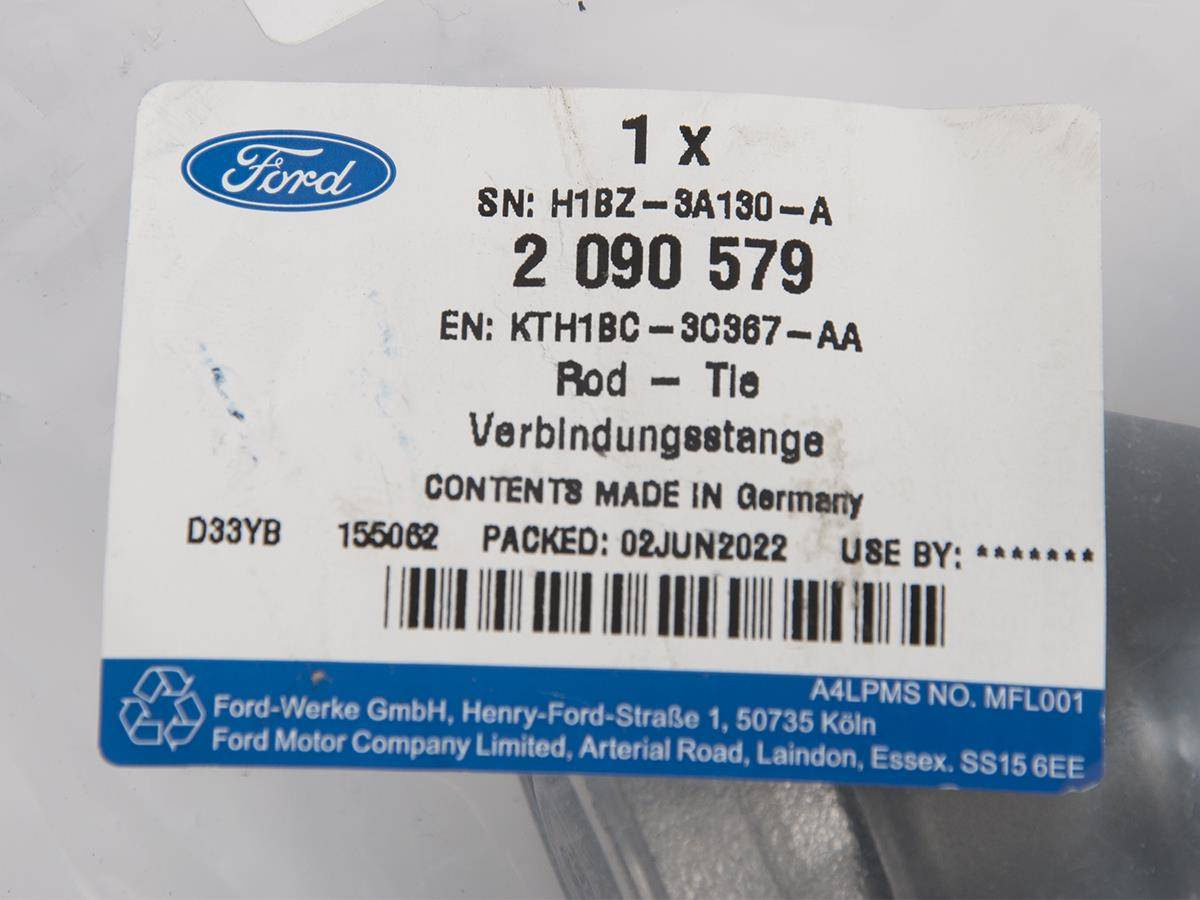 Ford
1 x
SN: H1BZ-3A130-A
2 090 579
EN: KTH1BC-3C367-AA
Rod - Tie
Verbindungsstange
CONTENTS MADE IN Germany
D33YB 155062 PACKED: 02JUN2022 USE BY: *******
A4LPMS NO. MFL001
Ford-Werke GmbH, Henry-Ford-Straße 1, 50735 Köln
Ford Motor Company Limited, Arterial Road, Laindon, Essex. SS15 6EE